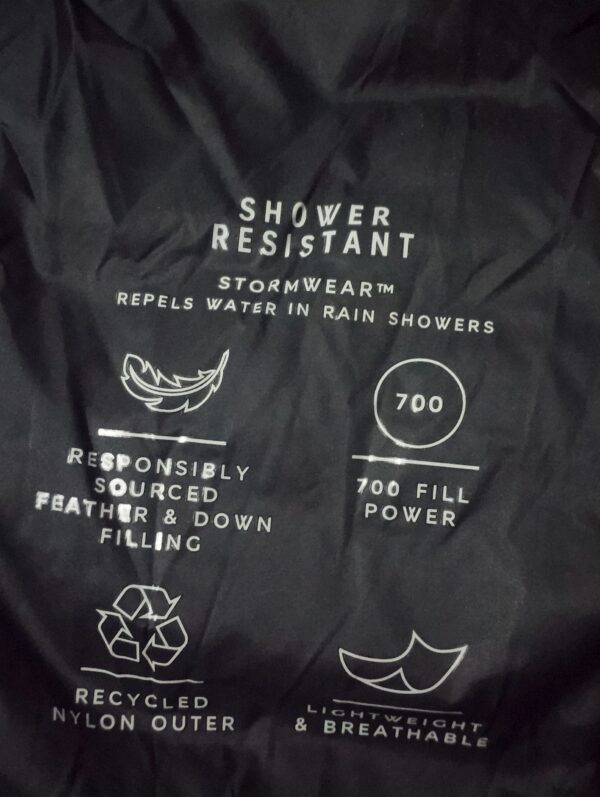 SHOWER
RESISTANT
STORMWEAR™
REPELS WATER IN RAIN SHOWERS
700
RESPONSIBLY
SOURCED
FEATHER & DOWN
FILLING
700 FILL
POWER
RECYCLED
NYLON OUTER
LIGHTWEIGHT
& BREATHABLE